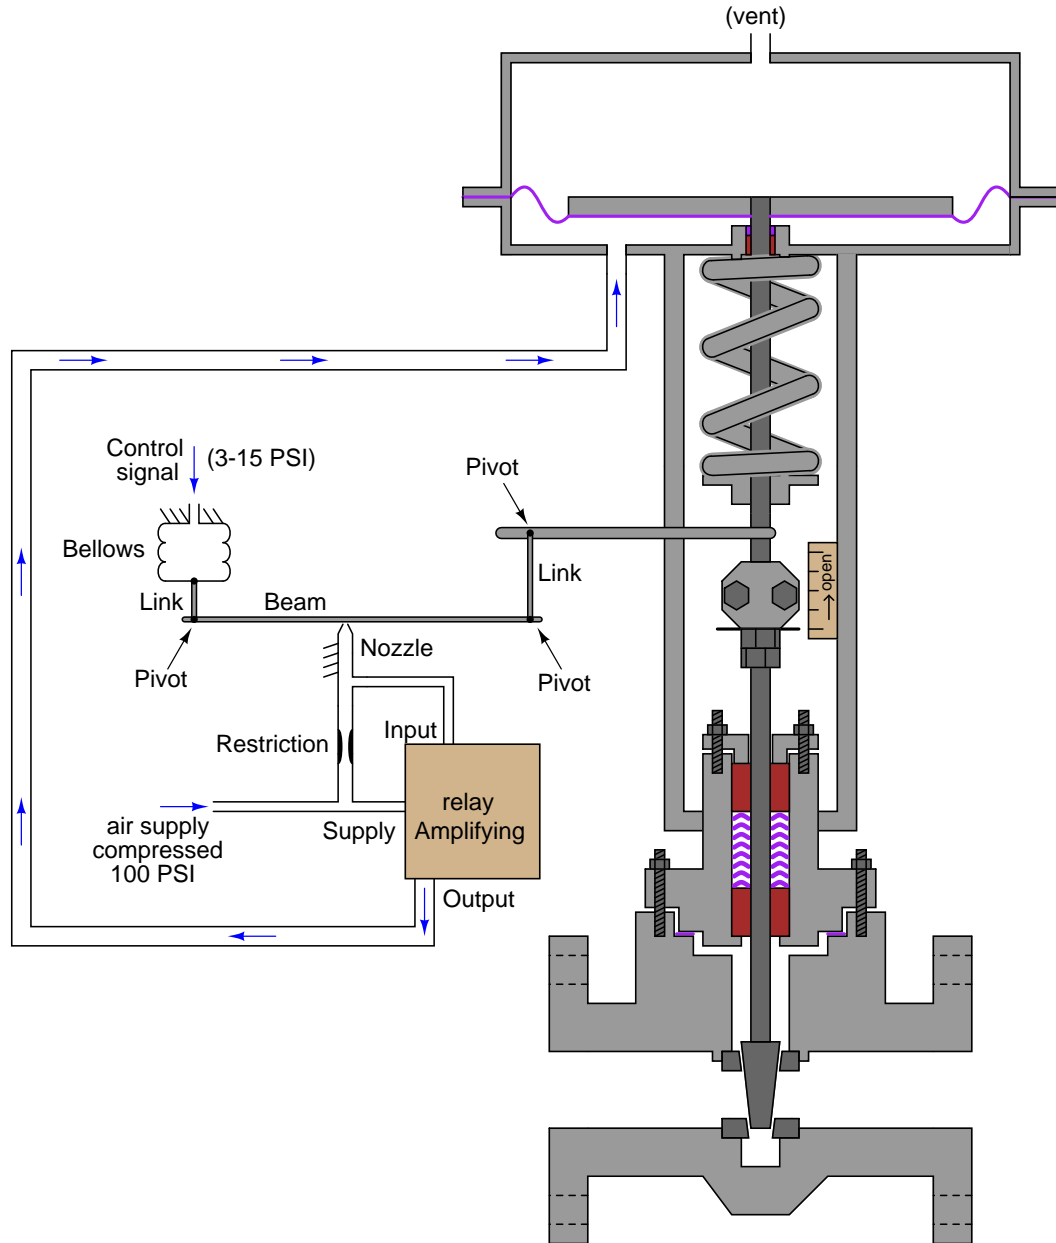 (vent)
Control
signal
(3-15 PSI)
Pivot
Bellows
Link
Link
Beam
open
Nozzle
Pivot
Pivot
Input
Restriction
relay
Amplifying
Supply
air supply
compressed
100 PSI
Output